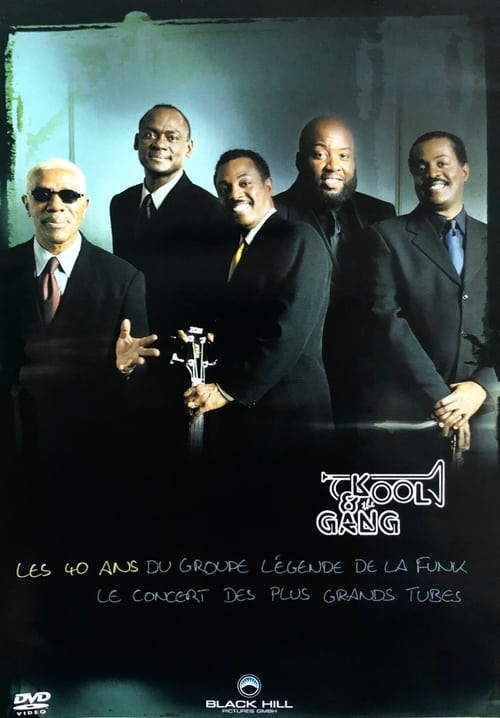 KOOL
& the
GANG
LES 40 ANS DU GROUPE LÉGENDE DE LA FUNK
LE CONCERT DES PLUS GRANDS TUBES
DVD
VIDEO
BLACK HILL
PICTURES GMBH